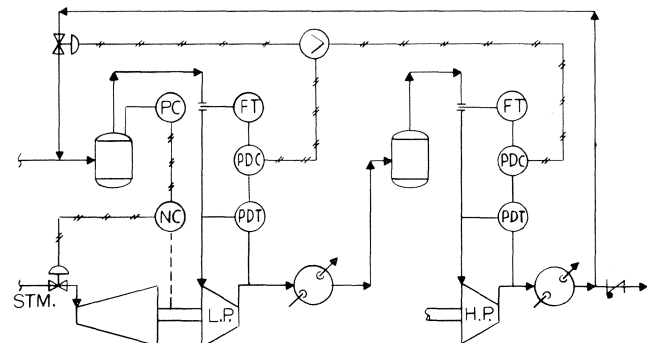 >
PC
FT
FT
PDC
PDC
NC
PDT
PDT
STM.
L.P.
H.P.